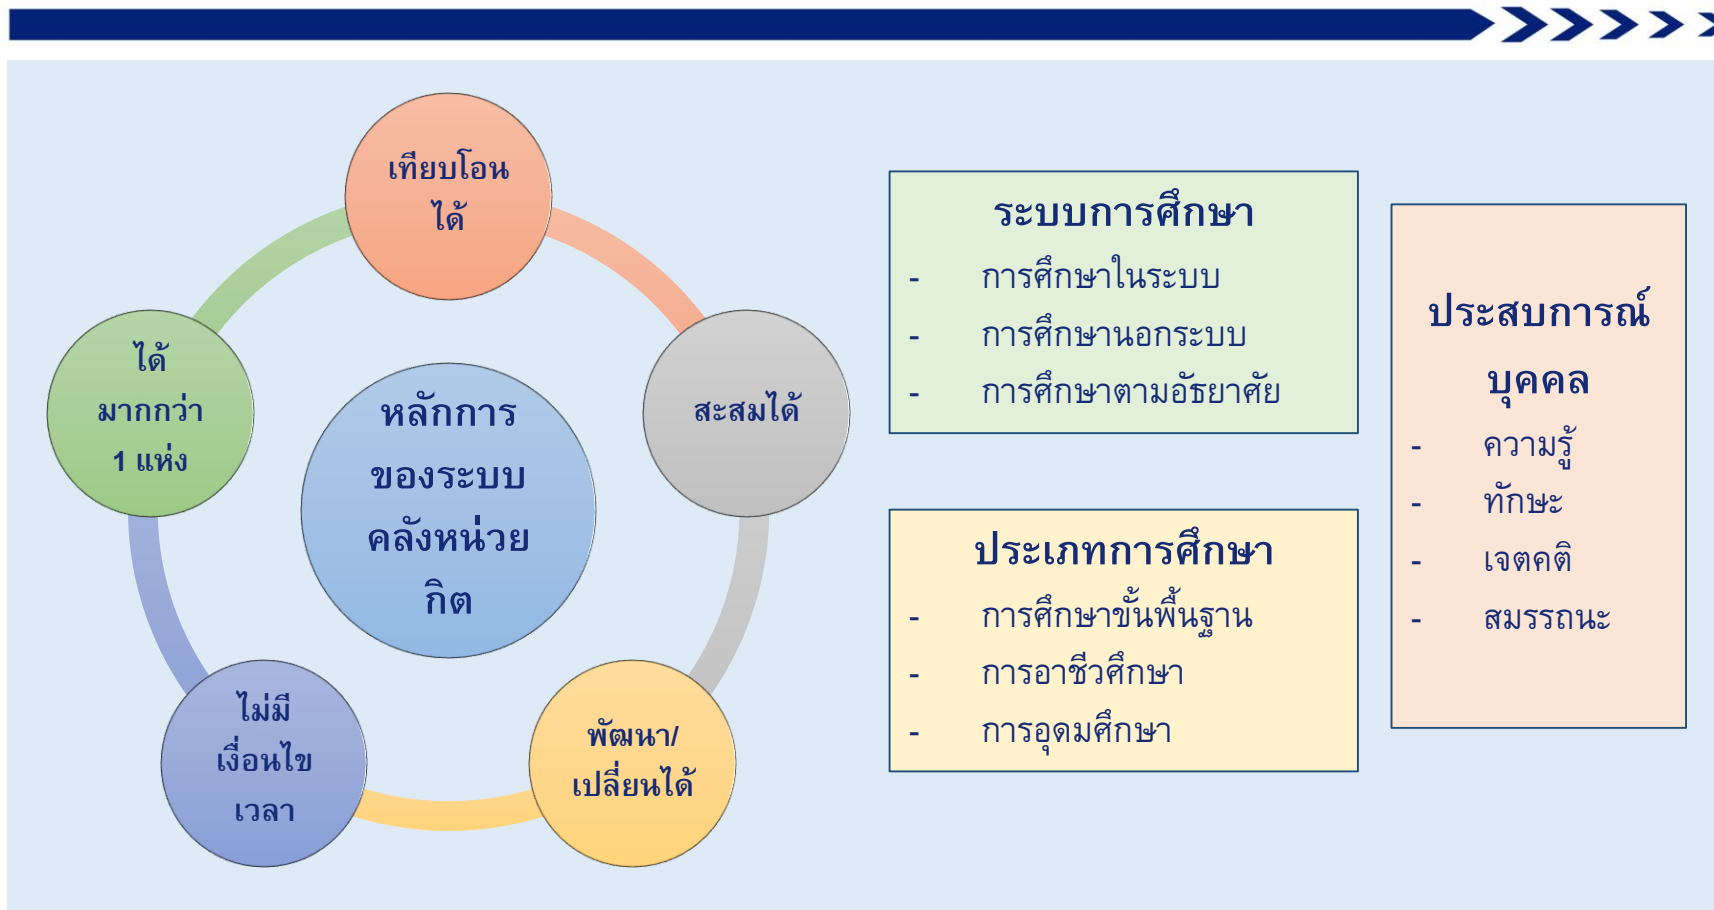 เทียบโอน
ได้
สะสมได้
พัฒนา/
เปลี่ยนได้
ไม่มี
เงื่อนไข
เวลา
ได้
มากกว่า
1 แห่ง
หลักการ
ของระบบ
คลังหน่วย
กิต
ระบบการศึกษา
- การศึกษาในระบบ
- การศึกษานอกระบบ
- การศึกษาตามอัธยาศัย
ประเภทการศึกษา
- การศึกษาขั้นพื้นฐาน
- การอาชีวศึกษา
- การอุดมศึกษา
ประสบการณ์
บุคคล
- ความรู้
- ทักษะ
- เจตคติ
- สมรรถนะ